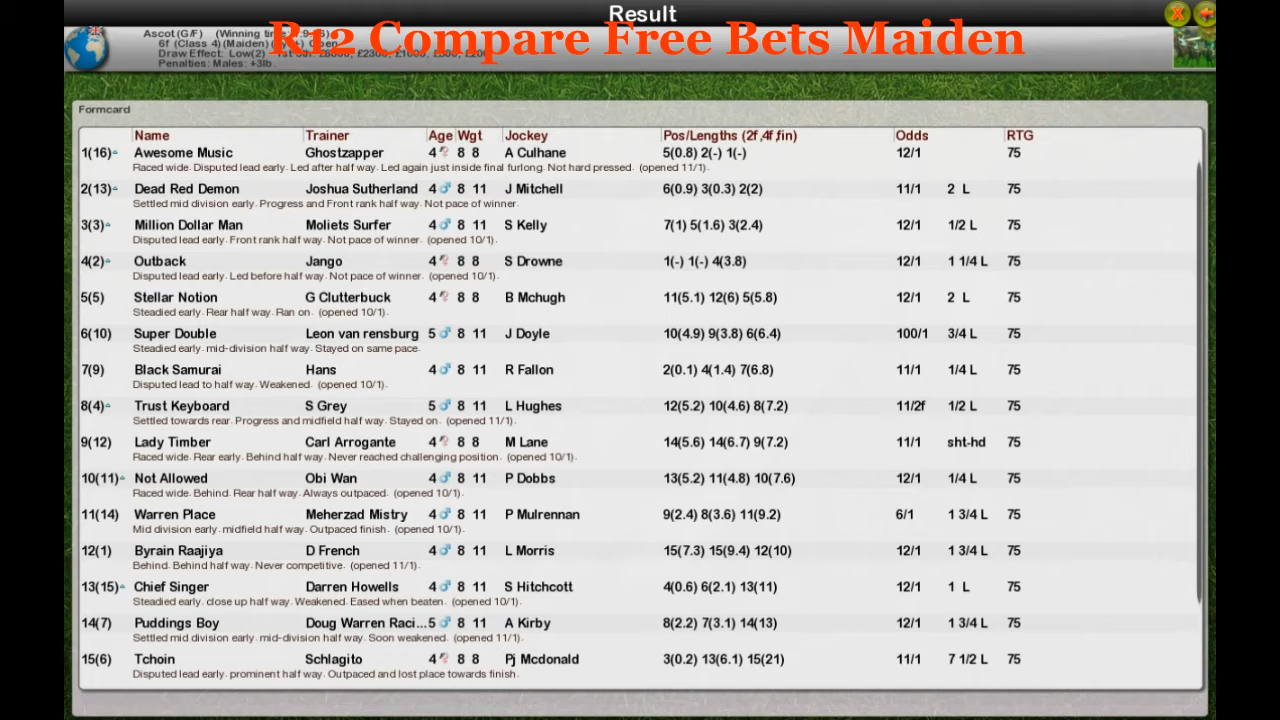 Result
R12 Compare Free Bets Maiden
Ascot(G/F) (Winning time:
6f (Class 4)(Maiden) Open
Draw Effect: Low(2)
Penalties: Males: +3lb.
Formcard
Name Trainer Age Wgt Jockey Pos/Lengths (2f,4f,fin) Odds RTG
1(16) Awesome Music Ghostzapper 4 8 8 A Culhane 5(0.8) 2(-) 1(-) 12/1 75
Raced wide. Disputed lead early. Led after half way. Led again just inside final furlong. Not hard pressed. (opened 11/1).
2(13) Dead Red Demon Joshua Sutherland 4 8 11 J Mitchell 6(0.9) 3(0.3) 2(2) 11/1 2 L 75
Settled mid division early. Progress and Front rank half way. Not pace of winner.
3(3) Million Dollar Man Moliets Surfer 4 8 11 S Kelly 7(1) 5(1.6) 3(2.4) 12/1 1/2 L 75
Disputed lead early. Front rank half way. Not pace of winner. (opened 10/1).
4(2) Outback Jango 4 8 8 S Drowne 1(-) 1(-) 4(3.8) 12/1 1 1/4 L 75
Disputed lead early. Led before half way. Not pace of winner. (opened 10/1).
5(5) Stellar Notion G Clutterbuck 4 8 8 B Mchugh 11(5.1) 12(6) 5(5.8) 12/1 2 L 75
Steadied early. Rear half way. Ran on. (opened 10/1).
6(10) Super Double Leon van rensburg 5 8 11 J Doyle 10(4.9) 9(3.8) 6(6.4) 100/1 3/4 L 75
Steadied early. mid-division half way. Stayed on same pace.
7(9) Black Samurai Hans 4 8 11 R Fallon 2(0.1) 4(1.4) 7(6.8) 11/1 1/4 L 75
Disputed lead to half way. Weakened. (opened 10/1).
8(4) Trust Keyboard S Grey 5 8 11 L Hughes 12(5.2) 10(4.6) 8(7.2) 11/2f 1/2 L 75
Settled towards rear. Progress and midfield half way. Stayed on. (opened 11/1).
9(12) Lady Timber Carl Arrogante 4 8 8 M Lane 14(5.6) 14(6.7) 9(7.2) 11/1 sht-hd 75
Raced wide. Rear early. Behind half way. Never reached challenging position. (opened 10/1).
10(11) Not Allowed Obi Wan 4 8 11 P Dobbs 13(5.2) 11(4.8) 10(7.6) 12/1 1/4 L 75
Raced wide. Behind. Rear half way. Always outpaced. (opened 10/1).
11(14) Warren Place Meherzad Mistry 4 8 11 P Mulrennan 9(2.4) 8(3.6) 11(9.2) 6/1 1 3/4 L 75
Mid division early. midfield half way. Outpaced finish. (opened 10/1).
12(1) Byrain Raajiya D French 4 8 11 L Morris 15(7.3) 15(9.4) 12(10) 12/1 1 3/4 L 75
Behind. Behind half way. Never competitive. (opened 11/1).
13(15) Chief Singer Darren Howells 4 8 11 S Hitchcott 4(0.6) 6(2.1) 13(11) 12/1 1 L 75
Steadied early. close up half way. Weakened. Eased when beaten. (opened 10/1).
14(7) Puddings Boy Doug Warren Raci... 5 8 11 A Kirby 8(2.2) 7(3.1) 14(13) 12/1 1 3/4 L 75
Settled mid division early. mid-division half way. Soon weakened. (opened 11/1).
15(6) Tchoin Schlagito 4 8 8 Pj Mcdonald 3(0.2) 13(6.1) 15(21) 11/1 7 1/2 L 75
Disputed lead early. prominent half way. Outpaced and lost place towards finish.